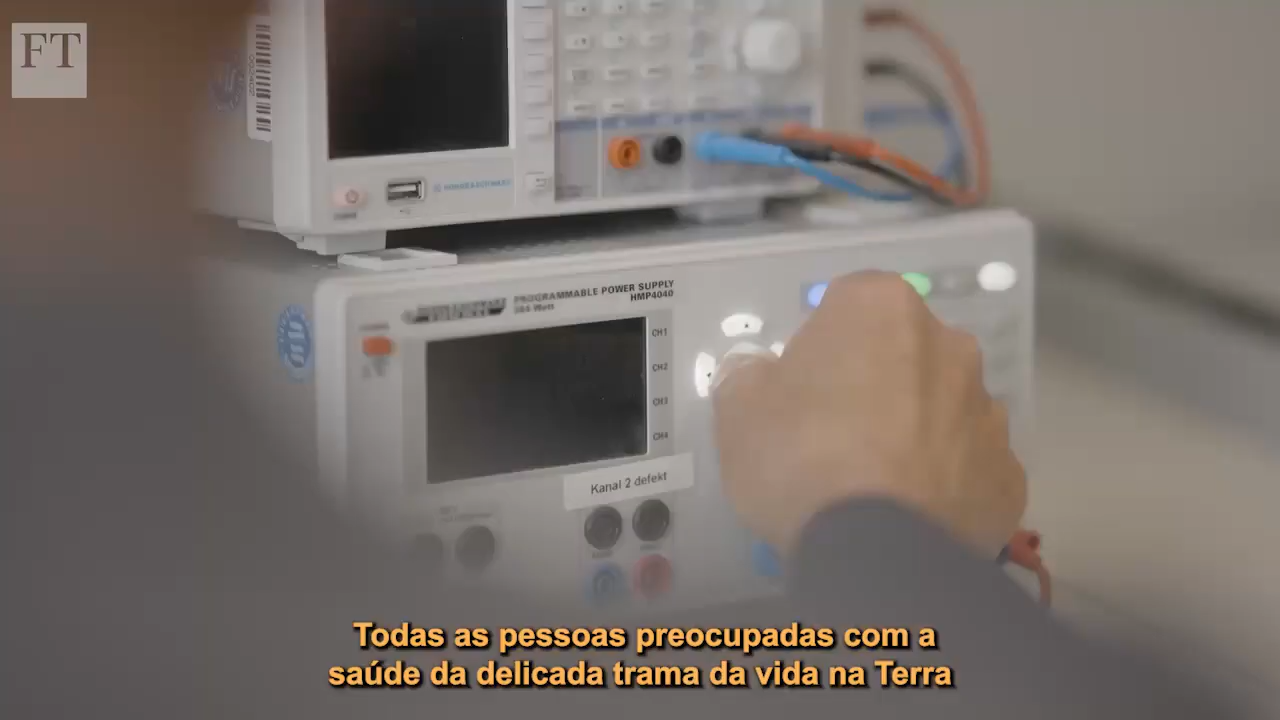 FT
PROGRAMMABLE POWER SUPPLY
HMP4040
CH1
CH2
CH3
CH4
Kanal 2 defekt
Todas as pessoas preocupadas com a
saúde da delicada trama da vida na Terra